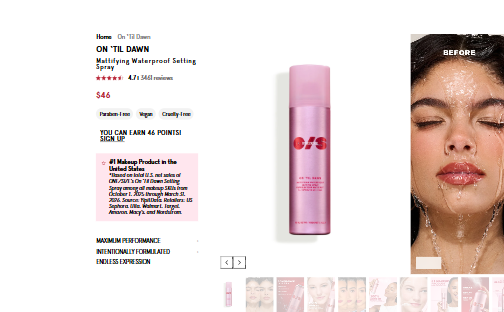 Home On 'Til Dawn
ON 'TIL DAWN
Mattifying Waterproof Setting
Spray
4.7 | 3461 reviews
$46
Paraben-Free Vegan Cruelty-Free
YOU CAN EARN 46 POINTS!
SIGN UP
#1 Makeup Product in the
United States
*Based on total U.S. net sales of
ONE/SIZE's On 'Til Dawn Setting
Spray among all makeup SKUs from
October 1, 2025 through March 31,
2026. Source: YipitData. Retailers: US
Sephora, Ulta, Walmart, Target,
Amazon, Macy's, and Nordstrom.
MAXIMUM PERFORMANCE
INTENTIONALLY FORMULATED
ENDLESS EXPRESSION
O/S
ON 'TIL DAWN
BEFORE